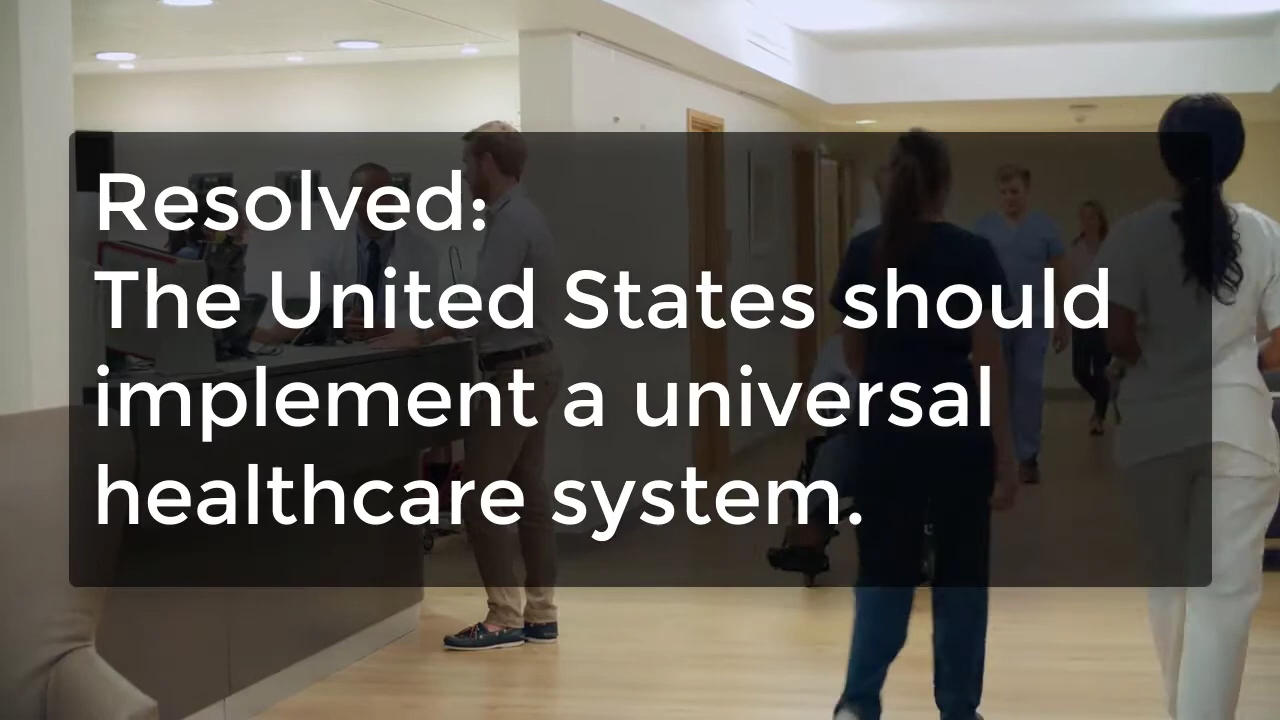 Resolved:
The United States should
implement a universal
healthcare system.